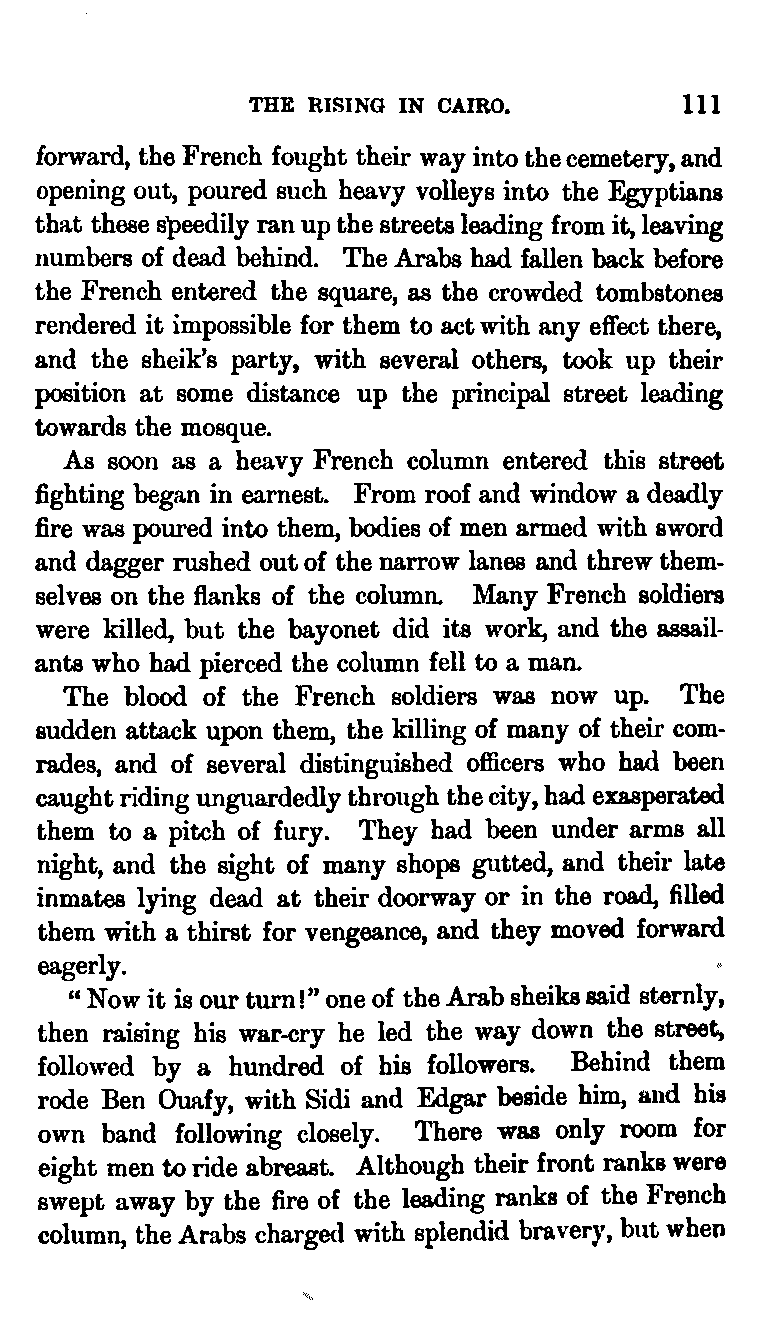 THE RISING IN CAIRO. 111
forward, the French fought their way into the cemetery, and
opening out, poured such heavy volleys into the Egyptians
that these speedily ran up the streets leading from it, leaving
numbers of dead behind. The Arabs had fallen back before
the French entered the square, as the crowded tombstones
rendered it impossible for them to act with any effect there,
and the sheik's party, with several others, took up their
position at some distance up the principal street leading
towards the mosque.
As soon as a heavy French column entered this street
fighting began in earnest. From roof and window a deadly
fire was poured into them, bodies of men armed with sword
and dagger rushed out of the narrow lanes and threw them-
selves on the flanks of the column. Many French soldiers
were killed, but the bayonet did its work, and the assail-
ants who had pierced the column fell to a man.
The blood of the French soldiers was now up. The
sudden attack upon them, the killing of many of their com-
rades, and of several distinguished officers who had been
caught riding unguardedly through the city, had exasperated
them to a pitch of fury. They had been under arms all
night, and the sight of many shops gutted, and their late
inmates lying dead at their doorway or in the road, filled
them with a thirst for vengeance, and they moved forward
eagerly.
"Now it is our turn!" one of the Arab sheiks said sternly,
then raising his war-cry he led the way down the street,
followed by a hundred of his followers. Behind them
rode Ben Ouafy, with Sidi and Edgar beside him, and his
own band following closely. There was only room for
eight men to ride abreast. Although their front ranks were
swept away by the fire of the leading ranks of the French
column, the Arabs charged with splendid bravery, but when